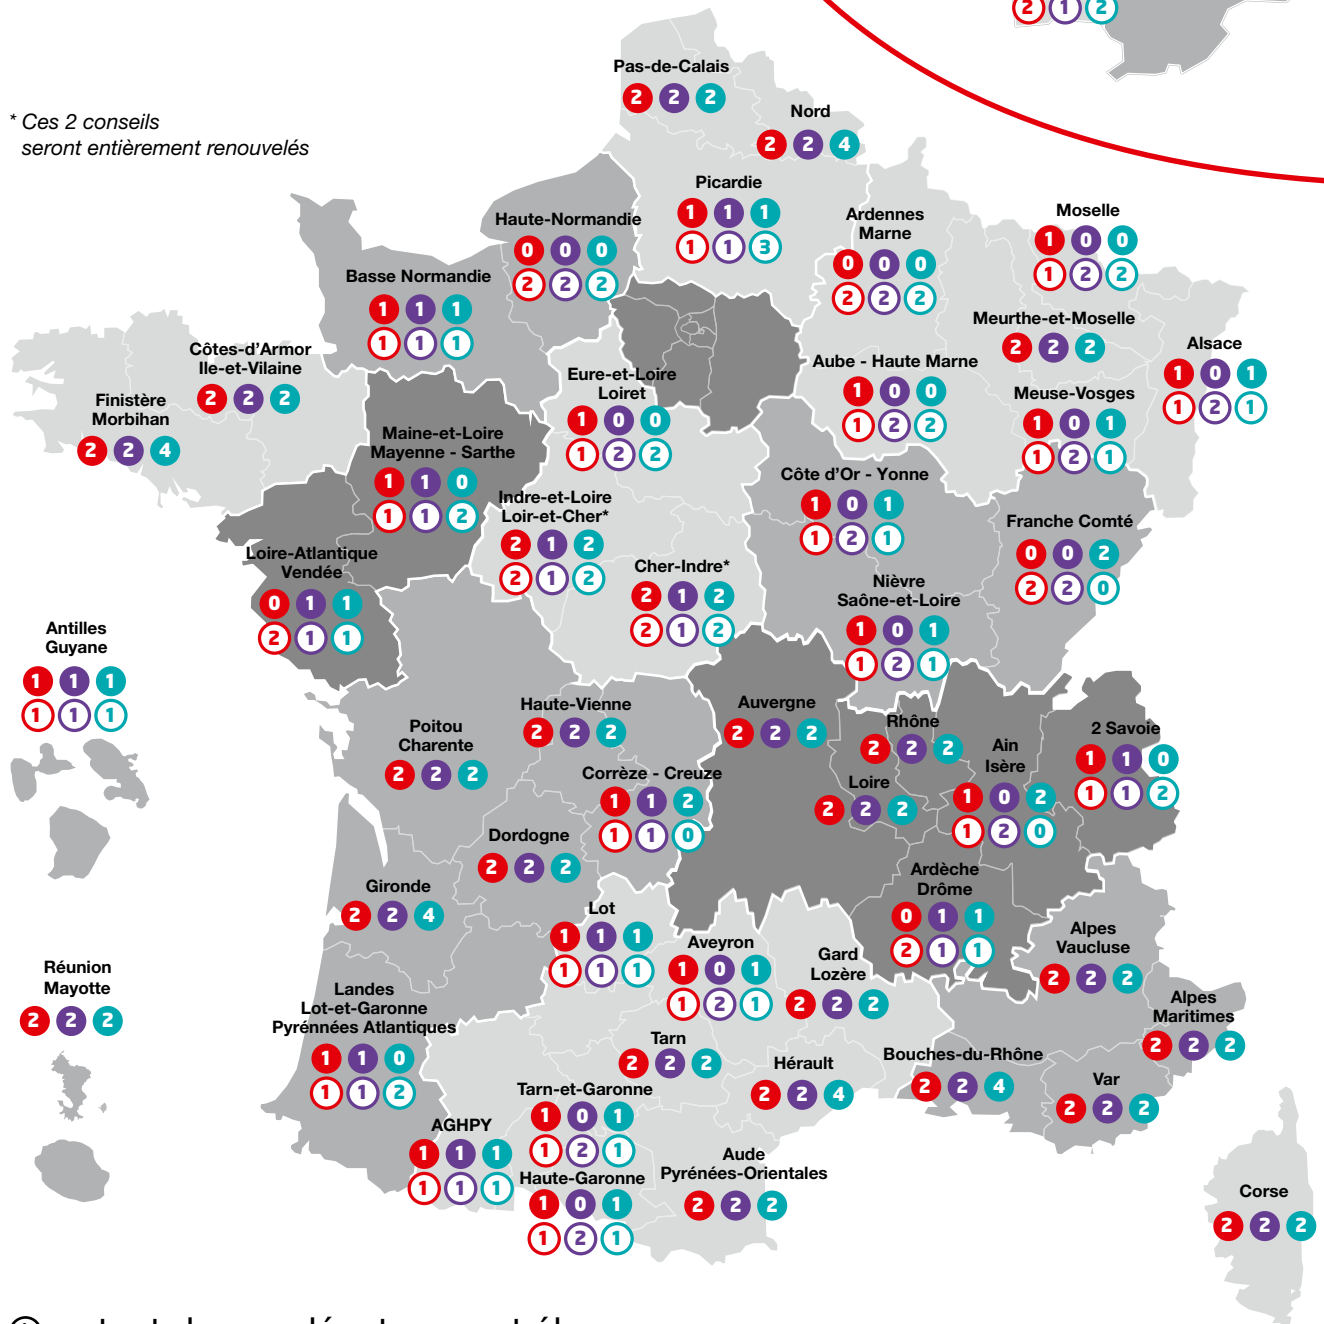 2 1 2
* Ces 2 conseils
seront entièrement renouvelés
Pas-de-Calais
2 2 2
Nord
2 2 4
Picardie
1 1 1
1 1 3
Haute-Normandie
0 0 0
2 2 2
Basse Normandie
1 1 1
1 1 1
Ardennes
Marne
0 0 0
2 2 2
Moselle
1 0 0
1 2 2
Meurthe-et-Moselle
2 2 2
Alsace
1 0 1
1 2 1
Meuse-Vosges
1 0 1
1 2 1
Aube - Haute Marne
1 0 0
1 2 2
Côtes-d'Armor
Ile-et-Vilaine
2 2 2
Finistère
Morbihan
2 2 4
Eure-et-Loire
Loiret
1 0 0
1 2 2
Maine-et-Loire
Mayenne - Sarthe
1 1 0
1 1 2
Indre-et-Loire
Loir-et-Cher*
2 1 2
2 1 2
Cher-Indre*
2 1 2
2 1 2
Côte d'Or - Yonne
1 0 1
1 2 1
Franche Comté
0 0 2
2 2 0
Nièvre
Saône-et-Loire
1 0 1
1 2 1
Loire-Atlantique
Vendée
0 1 1
2 1 1
Antilles
Guyane
1 1 1
1 1 1
Poitou
Charente
2 2 2
Haute-Vienne
2 2 2
Corrèze - Creuze
1 1 2
1 1 0
Auvergne
2 2 2
Rhône
2 2 2
Loire
2 2 2
Ain
Isère
1 0 2
1 2 0
2 Savoie
1 1 0
1 1 2
Dordogne
2 2 2
Gironde
2 2 4
Ardèche
Drôme
0 1 1
2 1 1
Lot
1 1 1
1 1 1
Aveyron
1 0 1
1 2 1
Gard
Lozère
2 2 2
Alpes
Vaucluse
2 2 2
Alpes
Maritimes
2 2 2
Réunion
Mayotte
2 2 2
Landes
Lot-et-Garonne
Pyrénnées Atlantiques
1 1 0
1 1 2
Tarn
2 2 2
Hérault
2 2 4
Bouches-du-Rhône
2 2 4
Var
2 2 2
Tarn-et-Garonne
1 0 1
1 2 1
AGHPY
1 1 1
1 1 1
Haute-Garonne
1 0 1
1 2 1
Aude
Pyrénées-Orientales
2 2 2
Corse
2 2 2